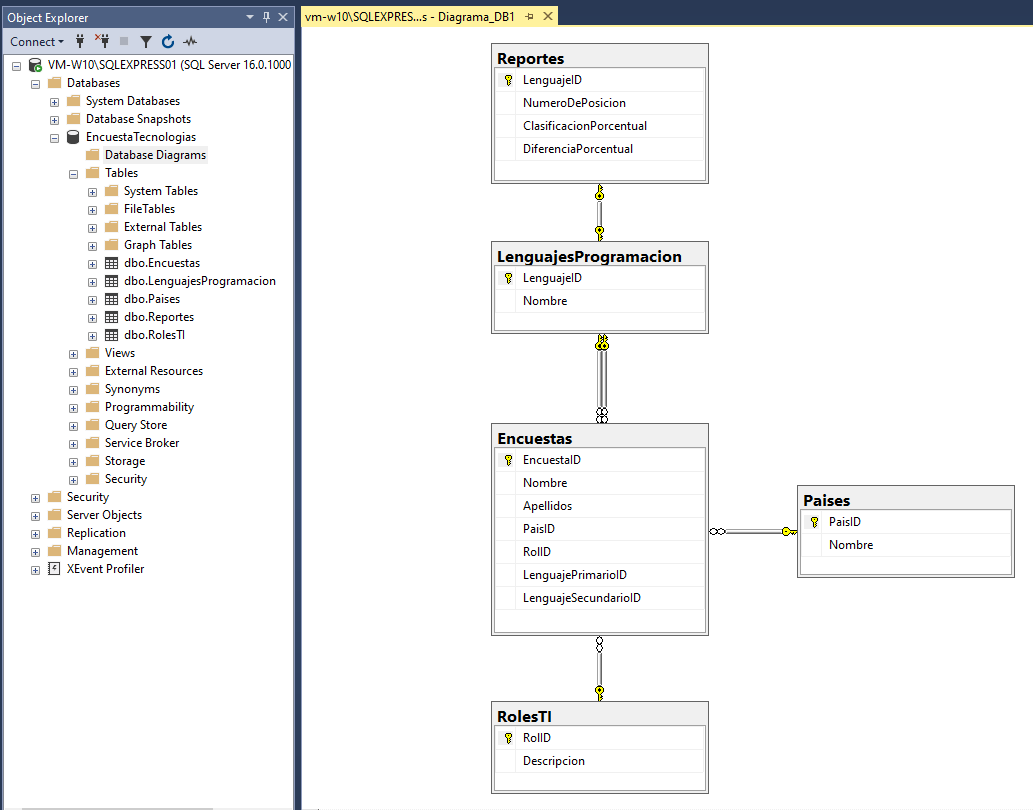 Object Explorer
Connect
VM-W10\SQLEXPRESS01 (SQL Server 16.0.1000
Databases
System Databases
Database Snapshots
EncuestaTecnologias
Database Diagrams
Tables
System Tables
FileTables
External Tables
Graph Tables
dbo.Encuestas
dbo.LenguajesProgramacion
dbo.Paises
dbo.Reportes
dbo.RolesTI
Views
External Resources
Synonyms
Programmability
Query Store
Service Broker
Storage
Security
Security
Server Objects
Replication
Management
XEvent Profiler
vm-w10\SQLEXPRES...s - Diagrama_DB1
Reportes
LenguajeID
NumeroDePosicion
ClasificacionPorcentual
DiferenciaPorcentual
LenguajesProgramacion
LenguajeID
Nombre
Encuestas
EncuestaID
Nombre
Apellidos
PaisID
RolID
LenguajePrimarioID
LenguajeSecundarioID
Paises
PaisID
Nombre
RolesTI
RolID
Descripcion